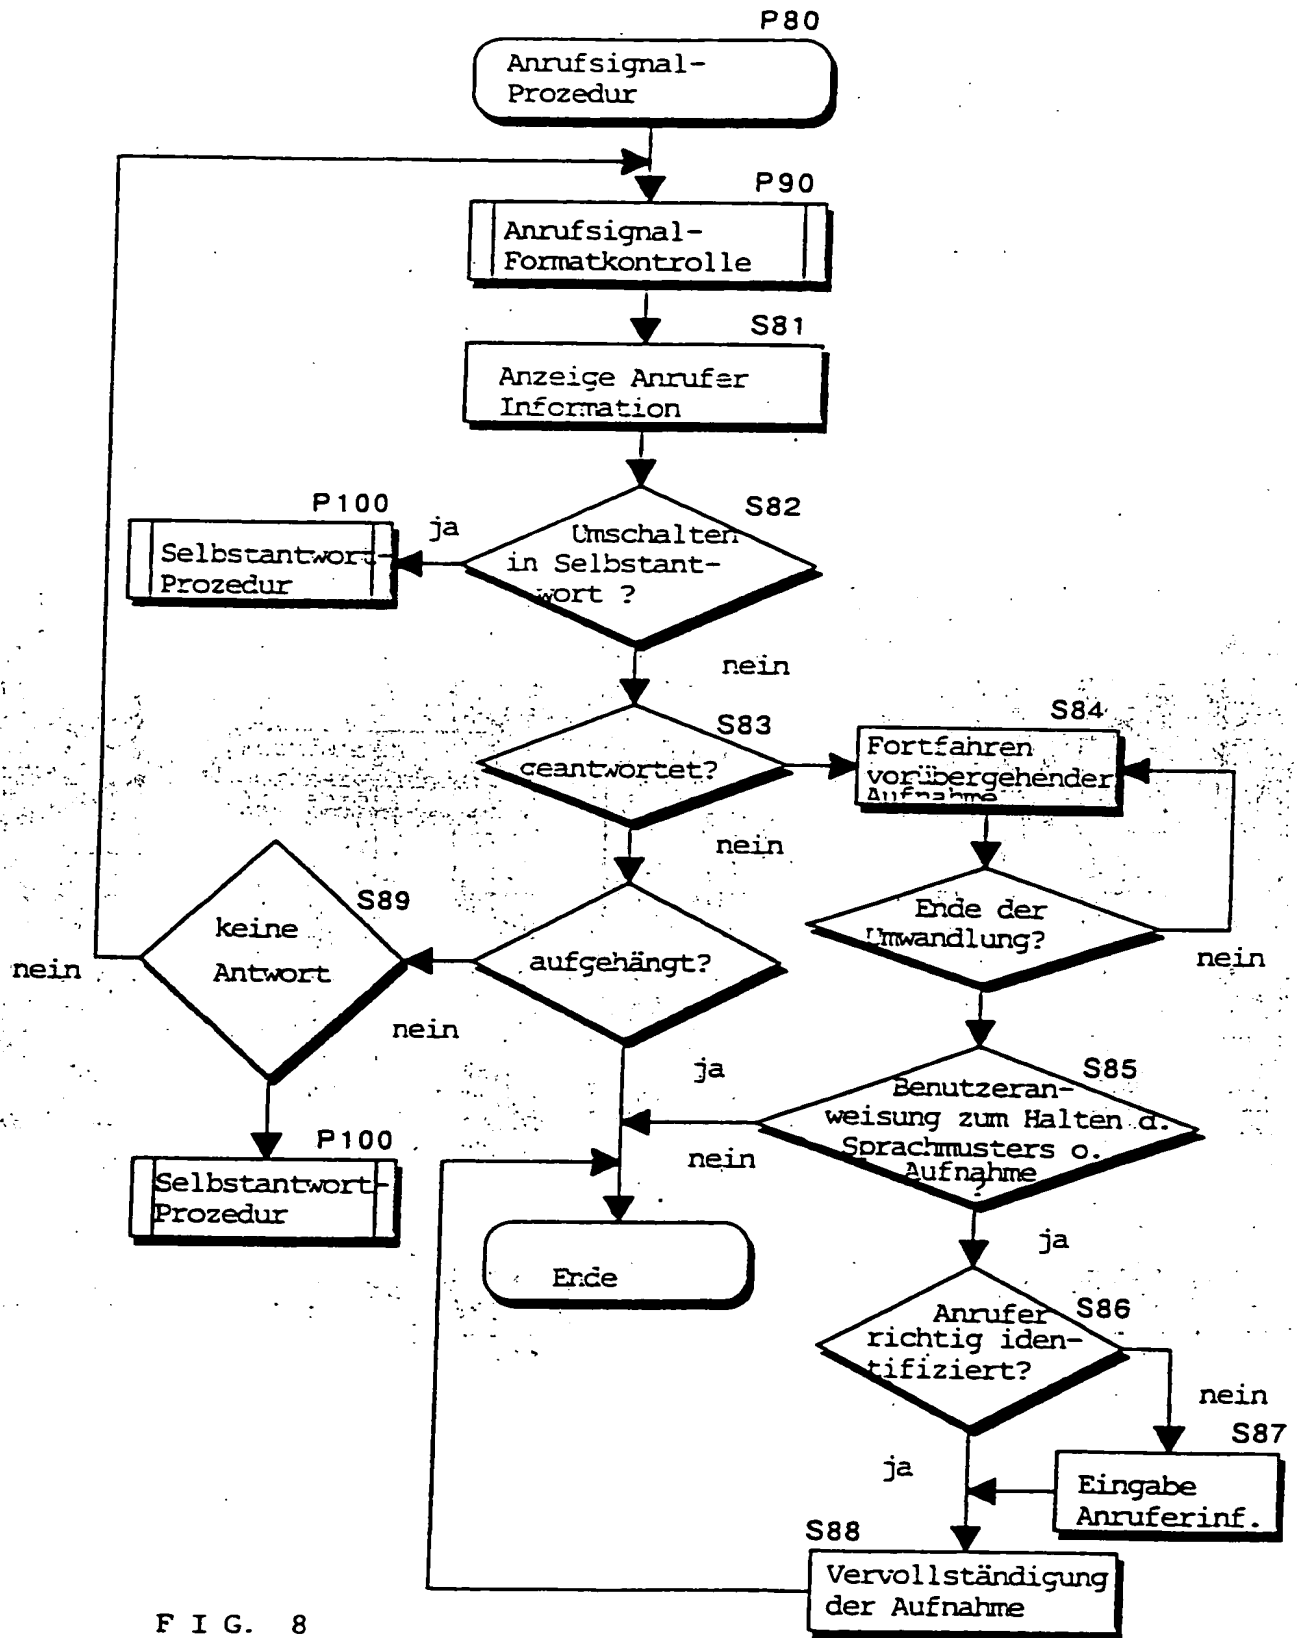 P80
Anrufsignal-
Prozedur
P90
Anrufsignal-
Formatkontrolle
S81
Anzeige Anrufer
Information
S82
Umschalten
in Selbstant-
wort ?
ja
P100
Selbstantwort-
Prozedur
nein
S83
geantwortet?
S84
Fortfahren
vorübergehender
Aufnahme
nein
S89
keine
Antwort
nein
aufgehängt?
nein
Ende der
Umwandlung?
nein
ja
S85
Benutzeran-
weisung zum Halten d.
Sprachmusters o.
Aufnahme
?
nein
P100
Selbstantwort-
Prozedur
Ende
ja
S86
Anrufer
richtig iden-
tifiziert?
nein
S87
Eingabe
Anruferinf.
ja
S88
Vervollständigung
der Aufnahme
FIG. 8